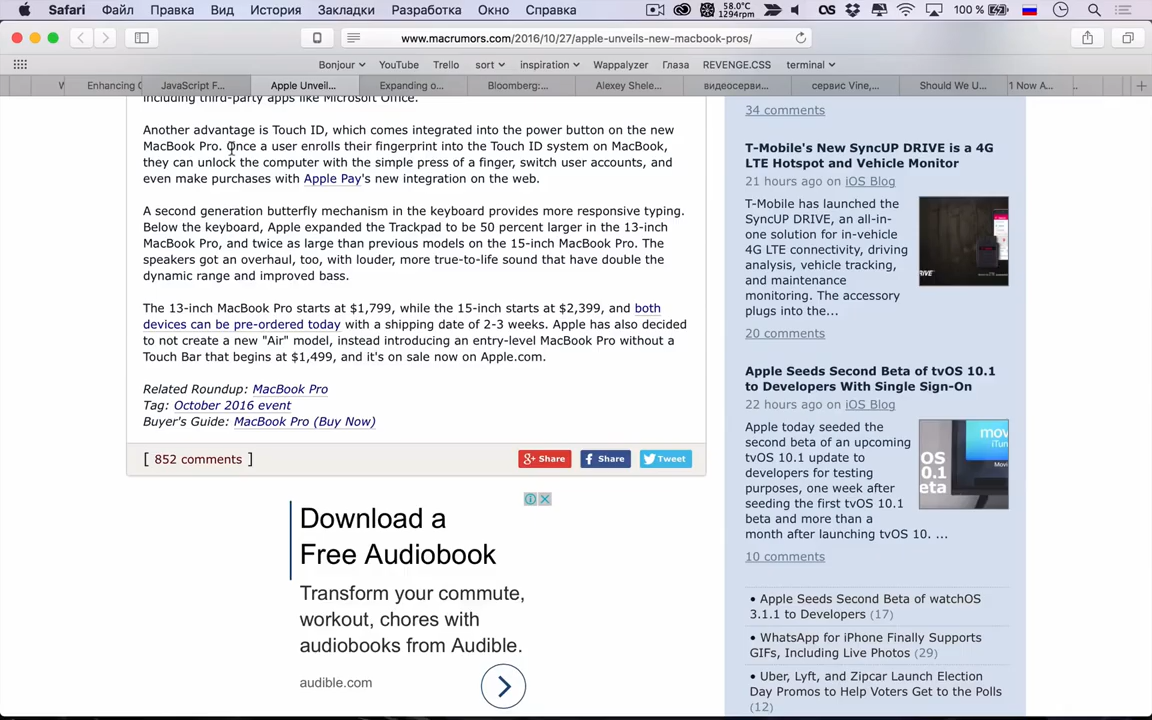 Safari Файл Правка Вид История Закладки Разработка Окно Справка 58.0°C 1294rpm 100 %
www.macrumors.com/2016/10/27/apple-unveils-new-macbook-pros/
Bonjour YouTube Trello sort inspiration Wappalyzer Глаза REVENGE.CSS terminal
Enhancing JavaScript F... Apple Unveil... Expanding o... Bloomberg:... Alexey Shele... видеосерви... сервис Vine,... Should We U... 1 Now A...
including third-party apps like Microsoft Office.
Another advantage is Touch ID, which comes integrated into the power button on the new
MacBook Pro. Once a user enrolls their fingerprint into the Touch ID system on MacBook,
they can unlock the computer with the simple press of a finger, switch user accounts, and
even make purchases with Apple Pay's new integration on the web.
A second generation butterfly mechanism in the keyboard provides more responsive typing.
Below the keyboard, Apple expanded the Trackpad to be 50 percent larger in the 13-inch
MacBook Pro, and twice as large than previous models on the 15-inch MacBook Pro. The
speakers got an overhaul, too, with louder, more true-to-life sound that have double the
dynamic range and improved bass.
The 13-inch MacBook Pro starts at $1,799, while the 15-inch starts at $2,399, and both
devices can be pre-ordered today with a shipping date of 2-3 weeks. Apple has also decided
to not create a new "Air" model, instead introducing an entry-level MacBook Pro without a
Touch Bar that begins at $1,499, and it's on sale now on Apple.com.
Related Roundup: MacBook Pro
Tag: October 2016 event
Buyer's Guide: MacBook Pro (Buy Now)
[ 852 comments ]
g+ Share
f Share
Tweet
Download a
Free Audiobook
Transform your commute,
workout, chores with
audiobooks from Audible.
audible.com
34 comments
T-Mobile's New SyncUP DRIVE is a 4G
LTE Hotspot and Vehicle Monitor
21 hours ago on iOS Blog
T-Mobile has launched the
SyncUP DRIVE, an all-in-
one solution for in-vehicle
4G LTE connectivity, driving
analysis, vehicle tracking,
and maintenance
monitoring. The accessory
plugs into the...
20 comments
Apple Seeds Second Beta of tvOS 10.1
to Developers With Single Sign-On
22 hours ago on iOS Blog
Apple today seeded the
second beta of an upcoming
tvOS 10.1 update to
developers for testing
purposes, one week after
seeding the first tvOS 10.1
beta and more than a
month after launching tvOS 10. ...
10 comments
• Apple Seeds Second Beta of watchOS
3.1.1 to Developers (17)
• WhatsApp for iPhone Finally Supports
GIFs, Including Live Photos (29)
• Uber, Lyft, and Zipcar Launch Election
Day Promos to Help Voters Get to the Polls
(12)